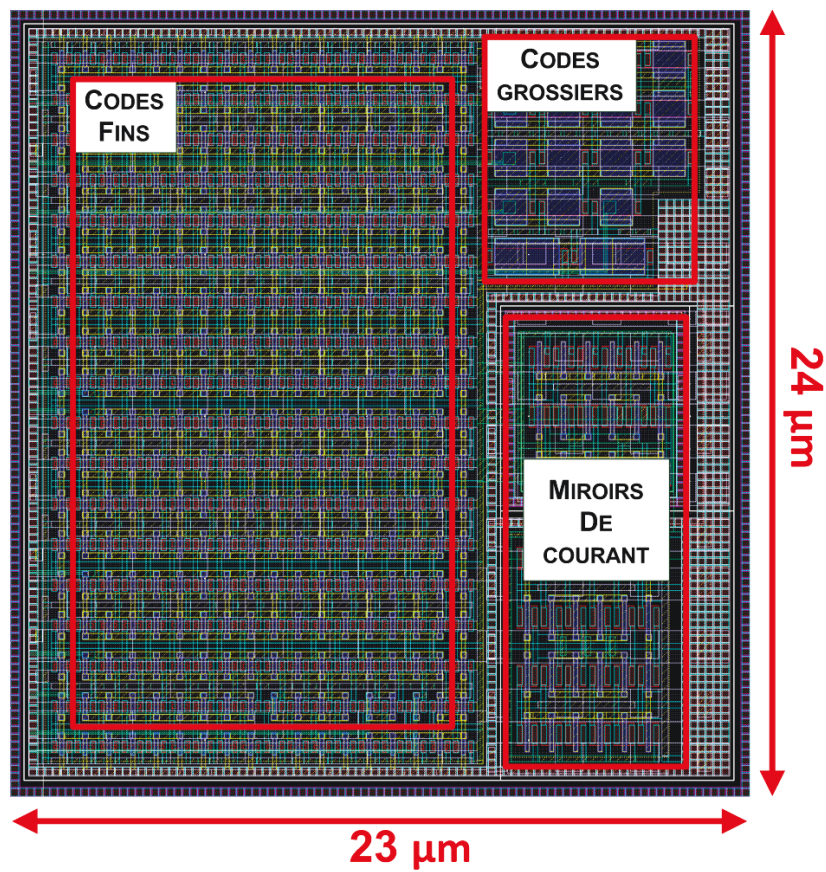 CODES
GROSSIERS
CODES
FINS
MIROIRS
DE
COURANT
24 µm
23 µm